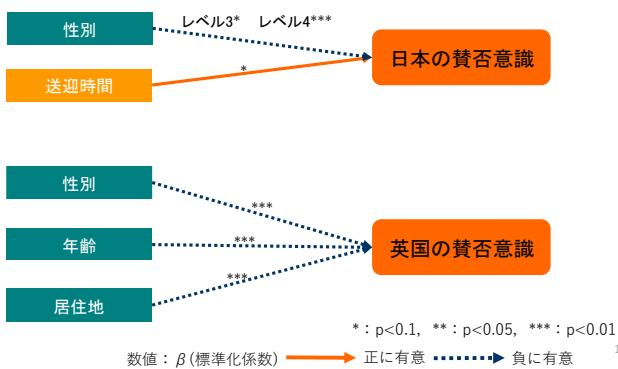 性別
レベル3* レベル4***
日本の賛否意識
送迎時間
*
性別
***
年齢
***
英国の賛否意識
居住地
***
*：p<0.1, **：p<0.05, ***：p<0.01
数値：β(標準化係数) 正に有意 負に有意
1